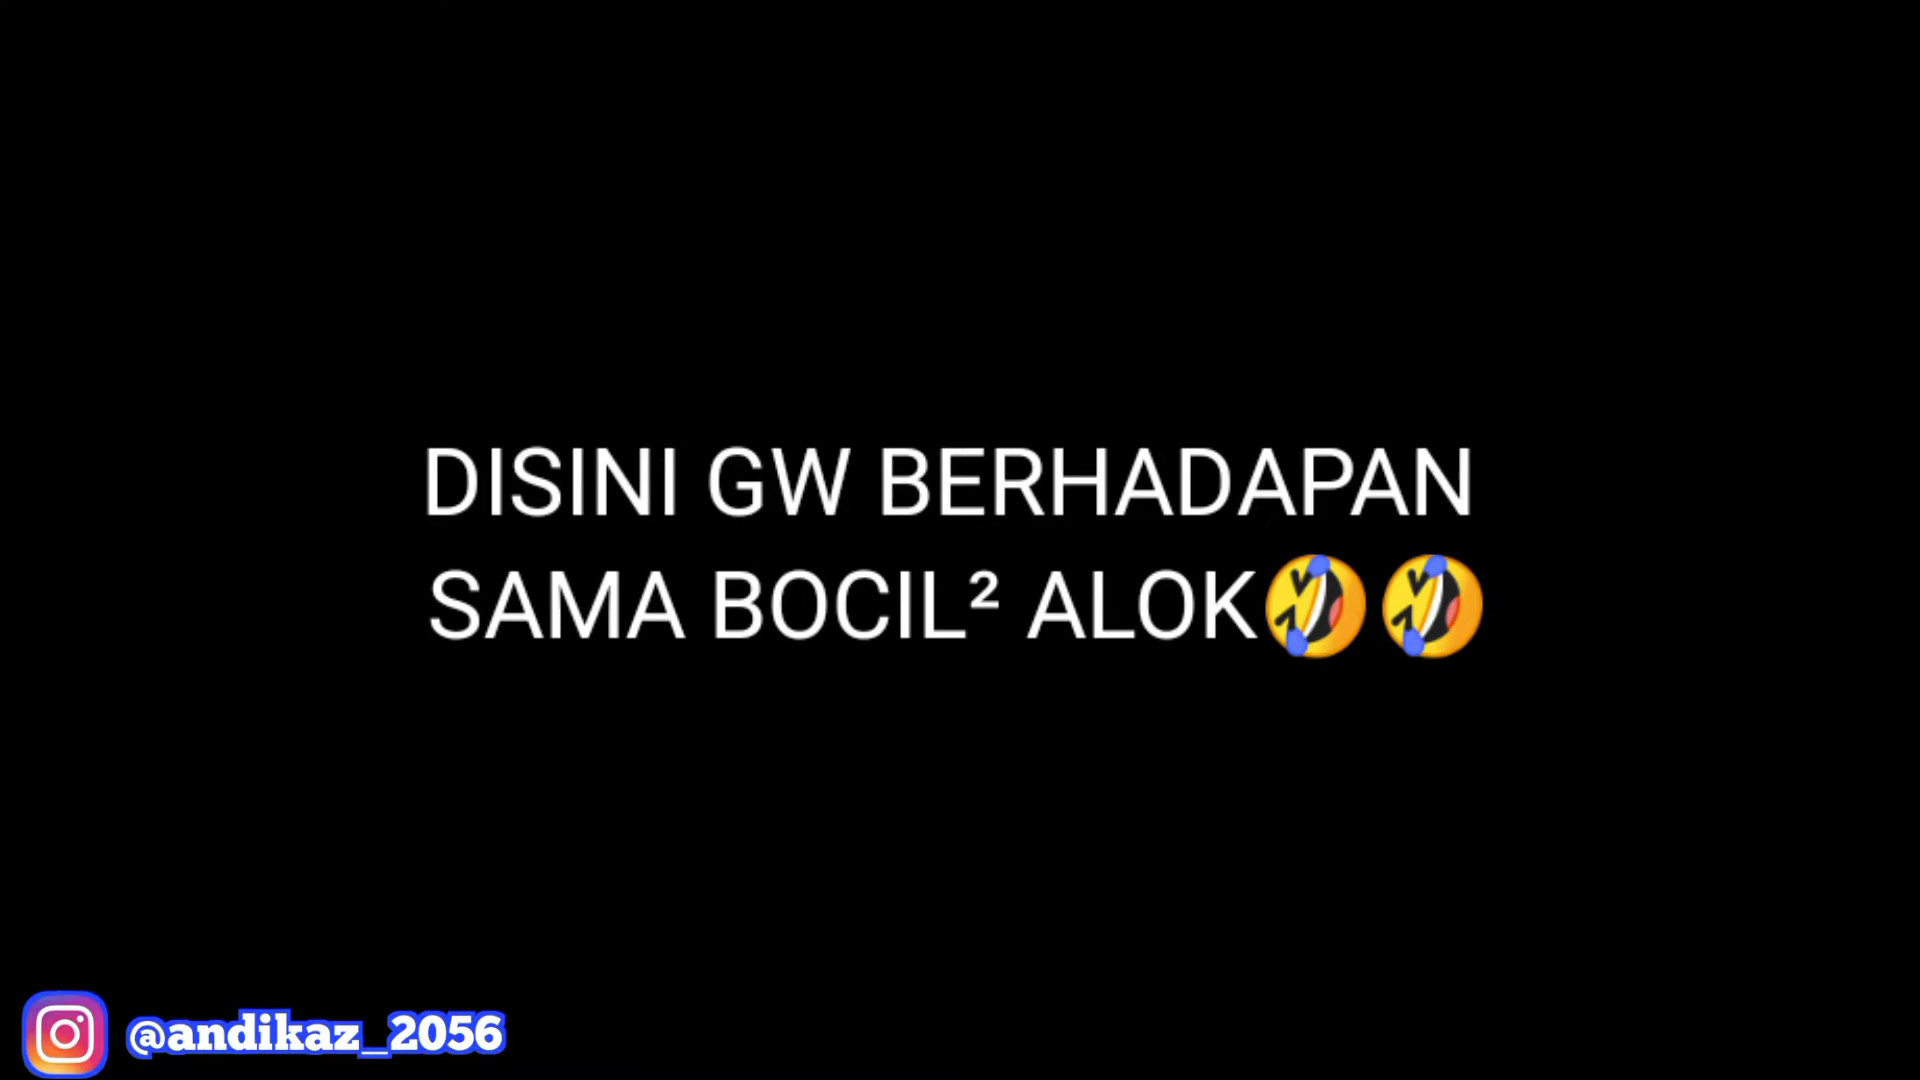 DISINI GW BERHADAPAN
SAMA BOCIL² ALOK🤣🤣
@andikaz_2056